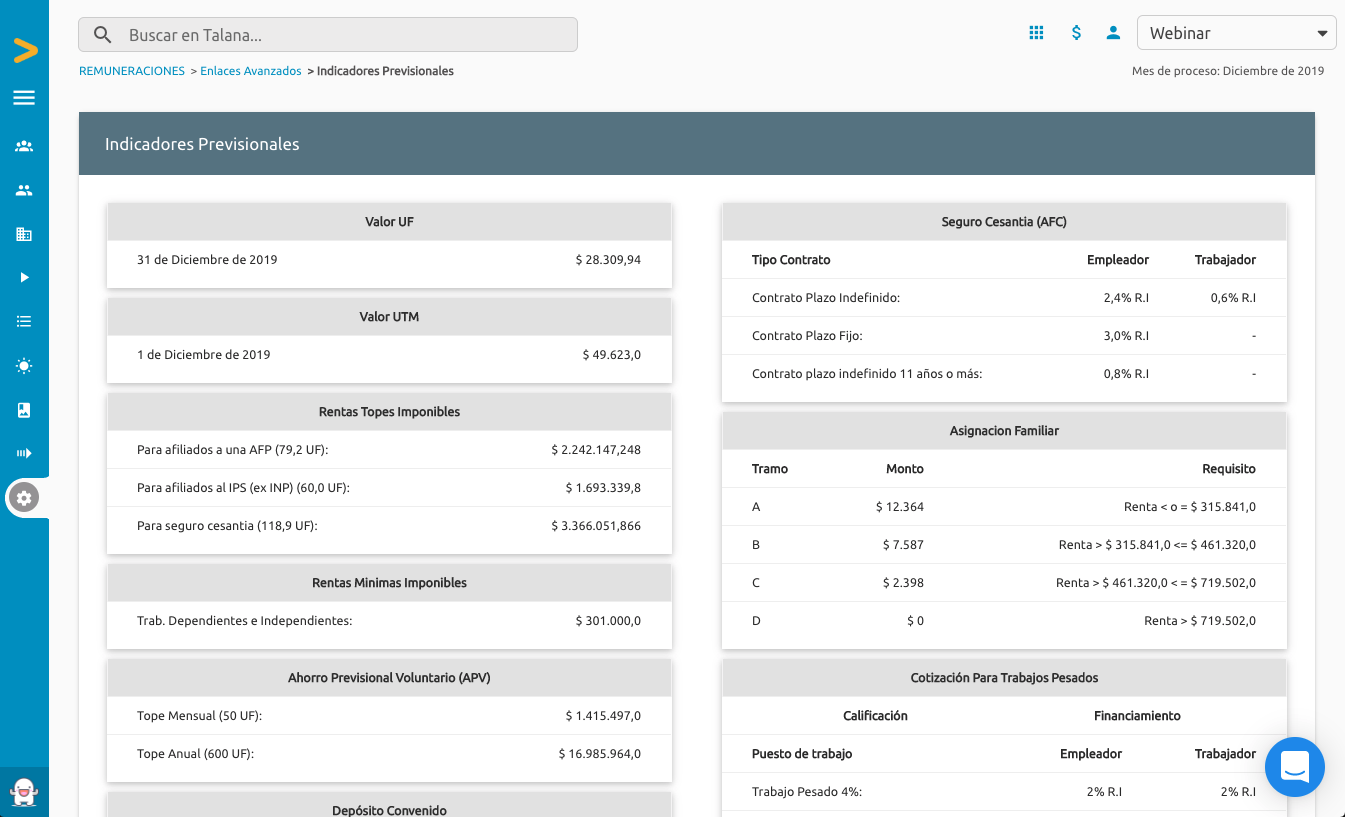 Buscar en Talana...
Webinar
REMUNERACIONES > Enlaces Avanzados > Indicadores Previsionales
Mes de proceso: Diciembre de 2019
Indicadores Previsionales
Valor UF
31 de Diciembre de 2019 $ 28.309,94
Valor UTM
1 de Diciembre de 2019 $ 49.623,0
Rentas Topes Imponibles
Para afiliados a una AFP (79,2 UF): $ 2.242.147,248
Para afiliados al IPS (ex INP) (60,0 UF): $ 1.693.339,8
Para seguro cesantia (118,9 UF): $ 3.366.051,866
Rentas Minimas Imponibles
Trab. Dependientes e Independientes: $ 301.000,0
Ahorro Previsional Voluntario (APV)
Tope Mensual (50 UF): $ 1.415.497,0
Tope Anual (600 UF): $ 16.985.964,0
Depósito Convenido
Seguro Cesantia (AFC)
Tipo Contrato Empleador Trabajador
Contrato Plazo Indefinido: 2,4% R.I 0,6% R.I
Contrato Plazo Fijo: 3,0% R.I -
Contrato plazo indefinido 11 años o más: 0,8% R.I -
Asignacion Familiar
Tramo Monto Requisito
A $ 12.364 Renta < o = $ 315.841,0
B $ 7.587 Renta > $ 315.841,0 <= $ 461.320,0
C $ 2.398 Renta > $ 461.320,0 < = $ 719.502,0
D $ 0 Renta > $ 719.502,0
Cotización Para Trabajos Pesados
Calificación Financiamiento
Puesto de trabajo Empleador Trabajador
Trabajo Pesado 4%: 2% R.I 2% R.I